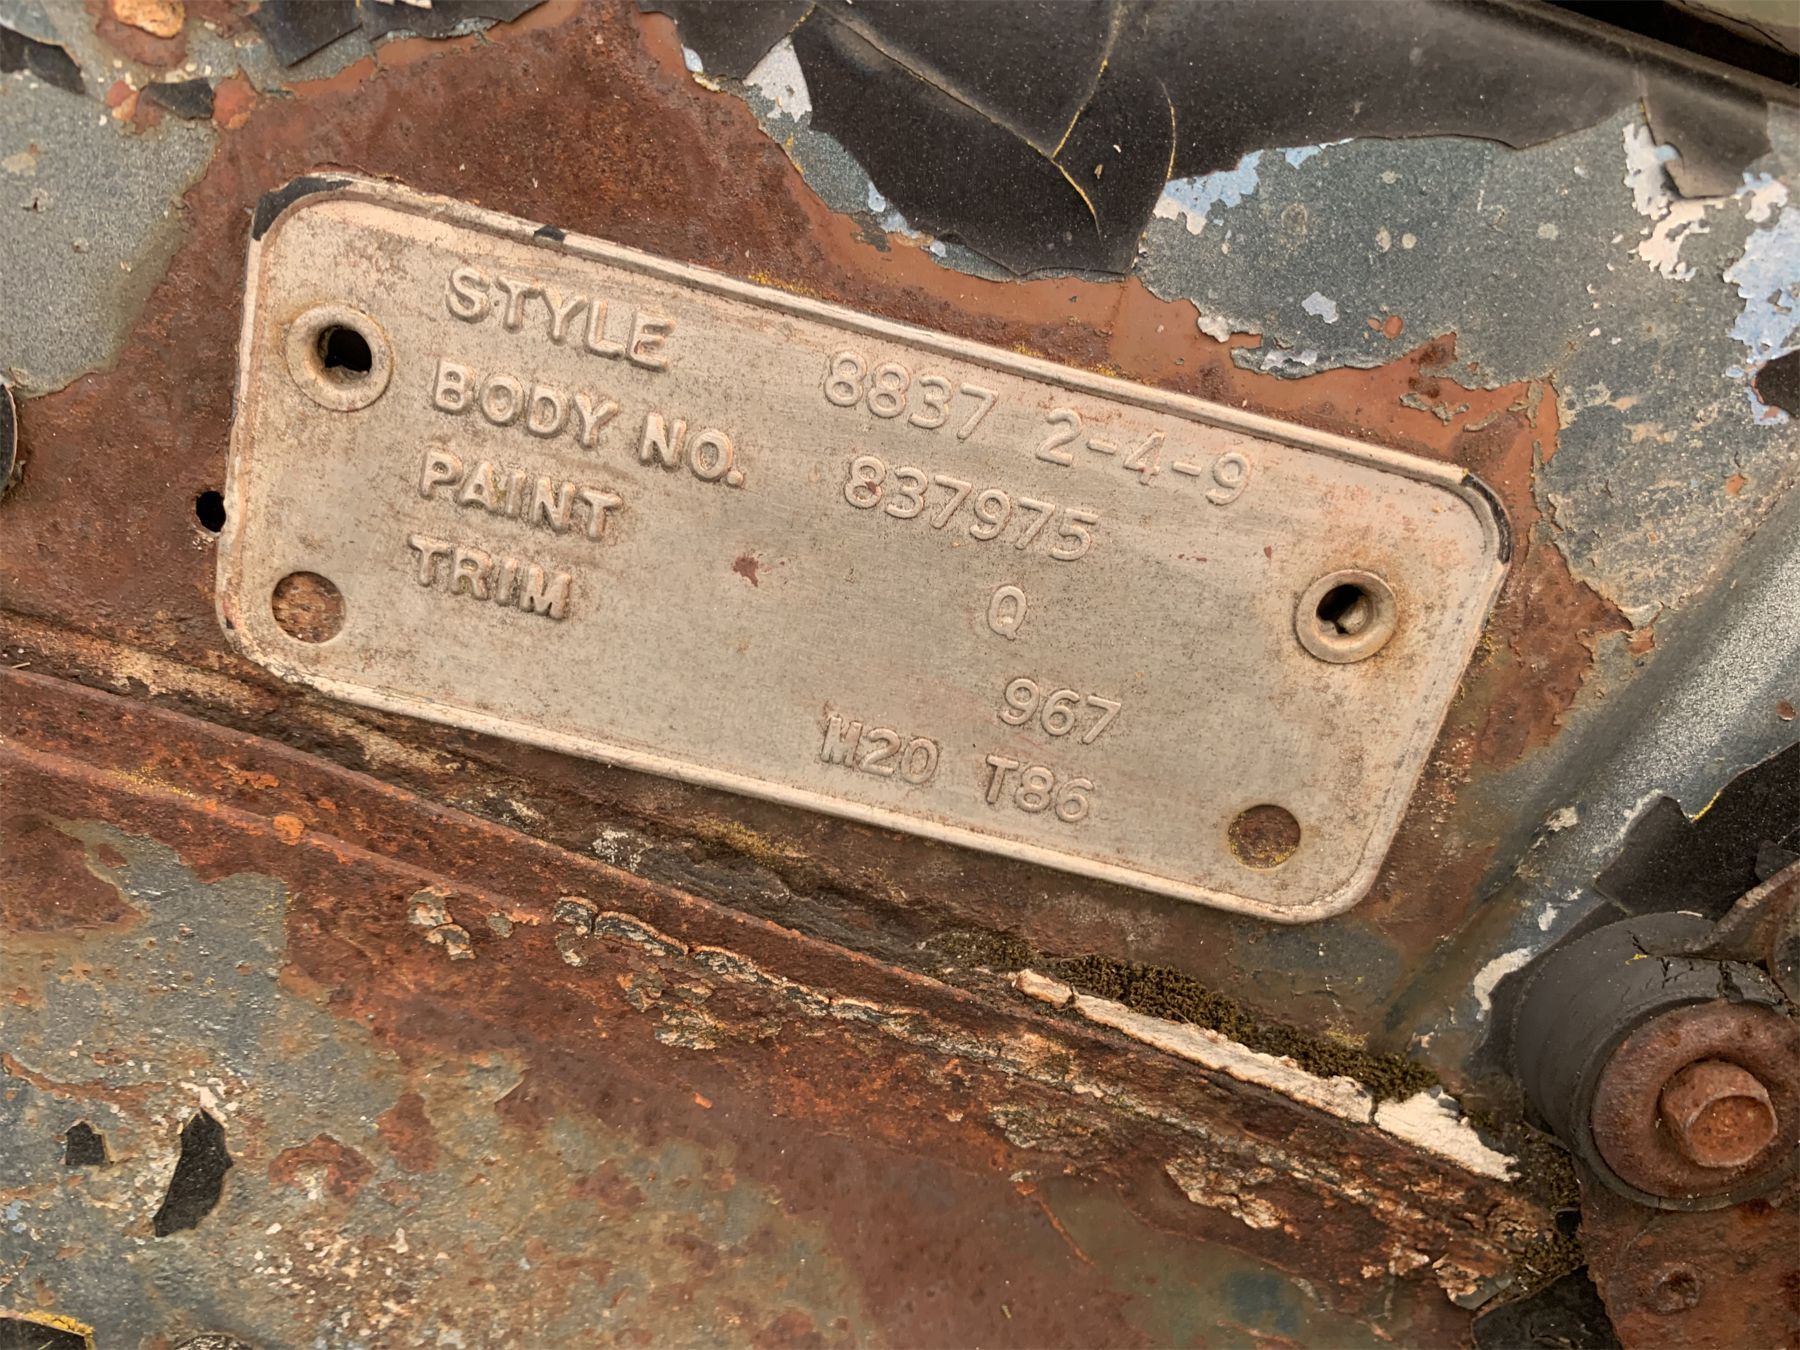 STYLE 8837 2-4-9
BODY NO. 837975
PAINT Q
TRIM 967
M20 T86